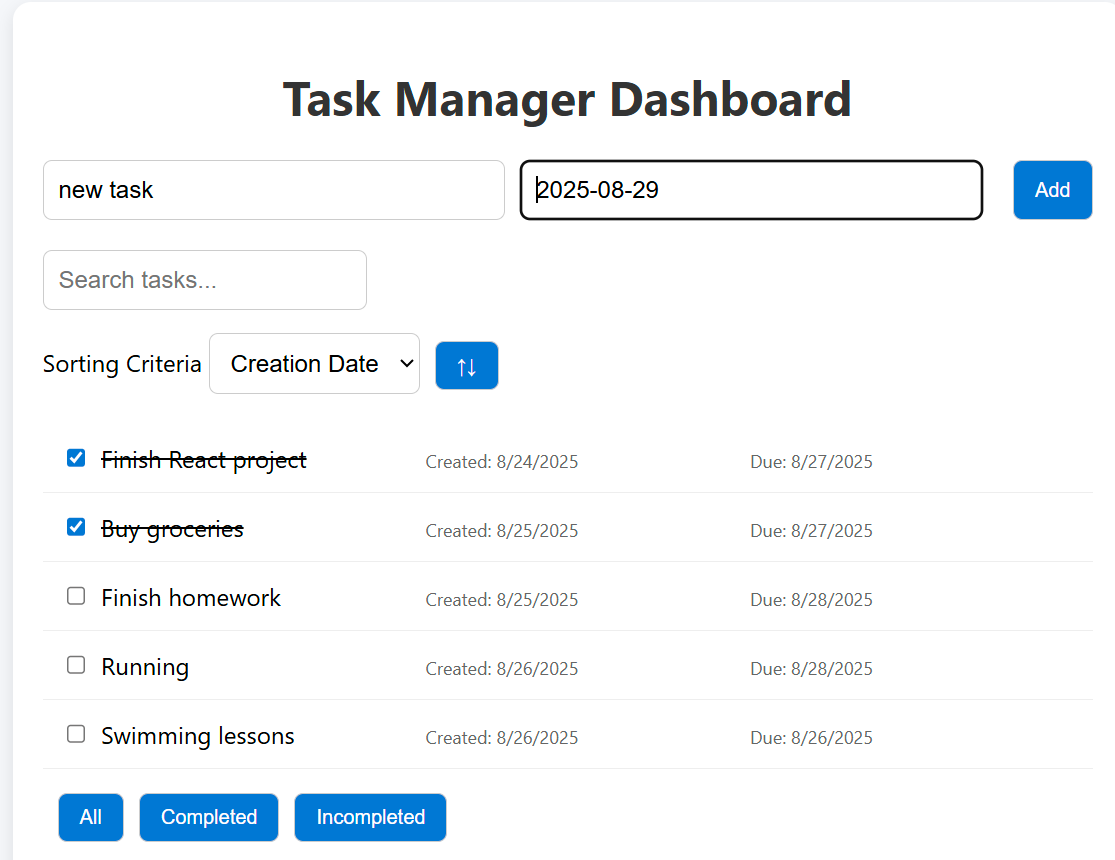 Task Manager Dashboard
new task 2025-08-29 Add
Search tasks...
Sorting Criteria Creation Date ↑↓
Finish React project Created: 8/24/2025 Due: 8/27/2025
Buy groceries Created: 8/25/2025 Due: 8/27/2025
Finish homework Created: 8/25/2025 Due: 8/28/2025
Running Created: 8/26/2025 Due: 8/28/2025
Swimming lessons Created: 8/26/2025 Due: 8/26/2025
All Completed Incompleted